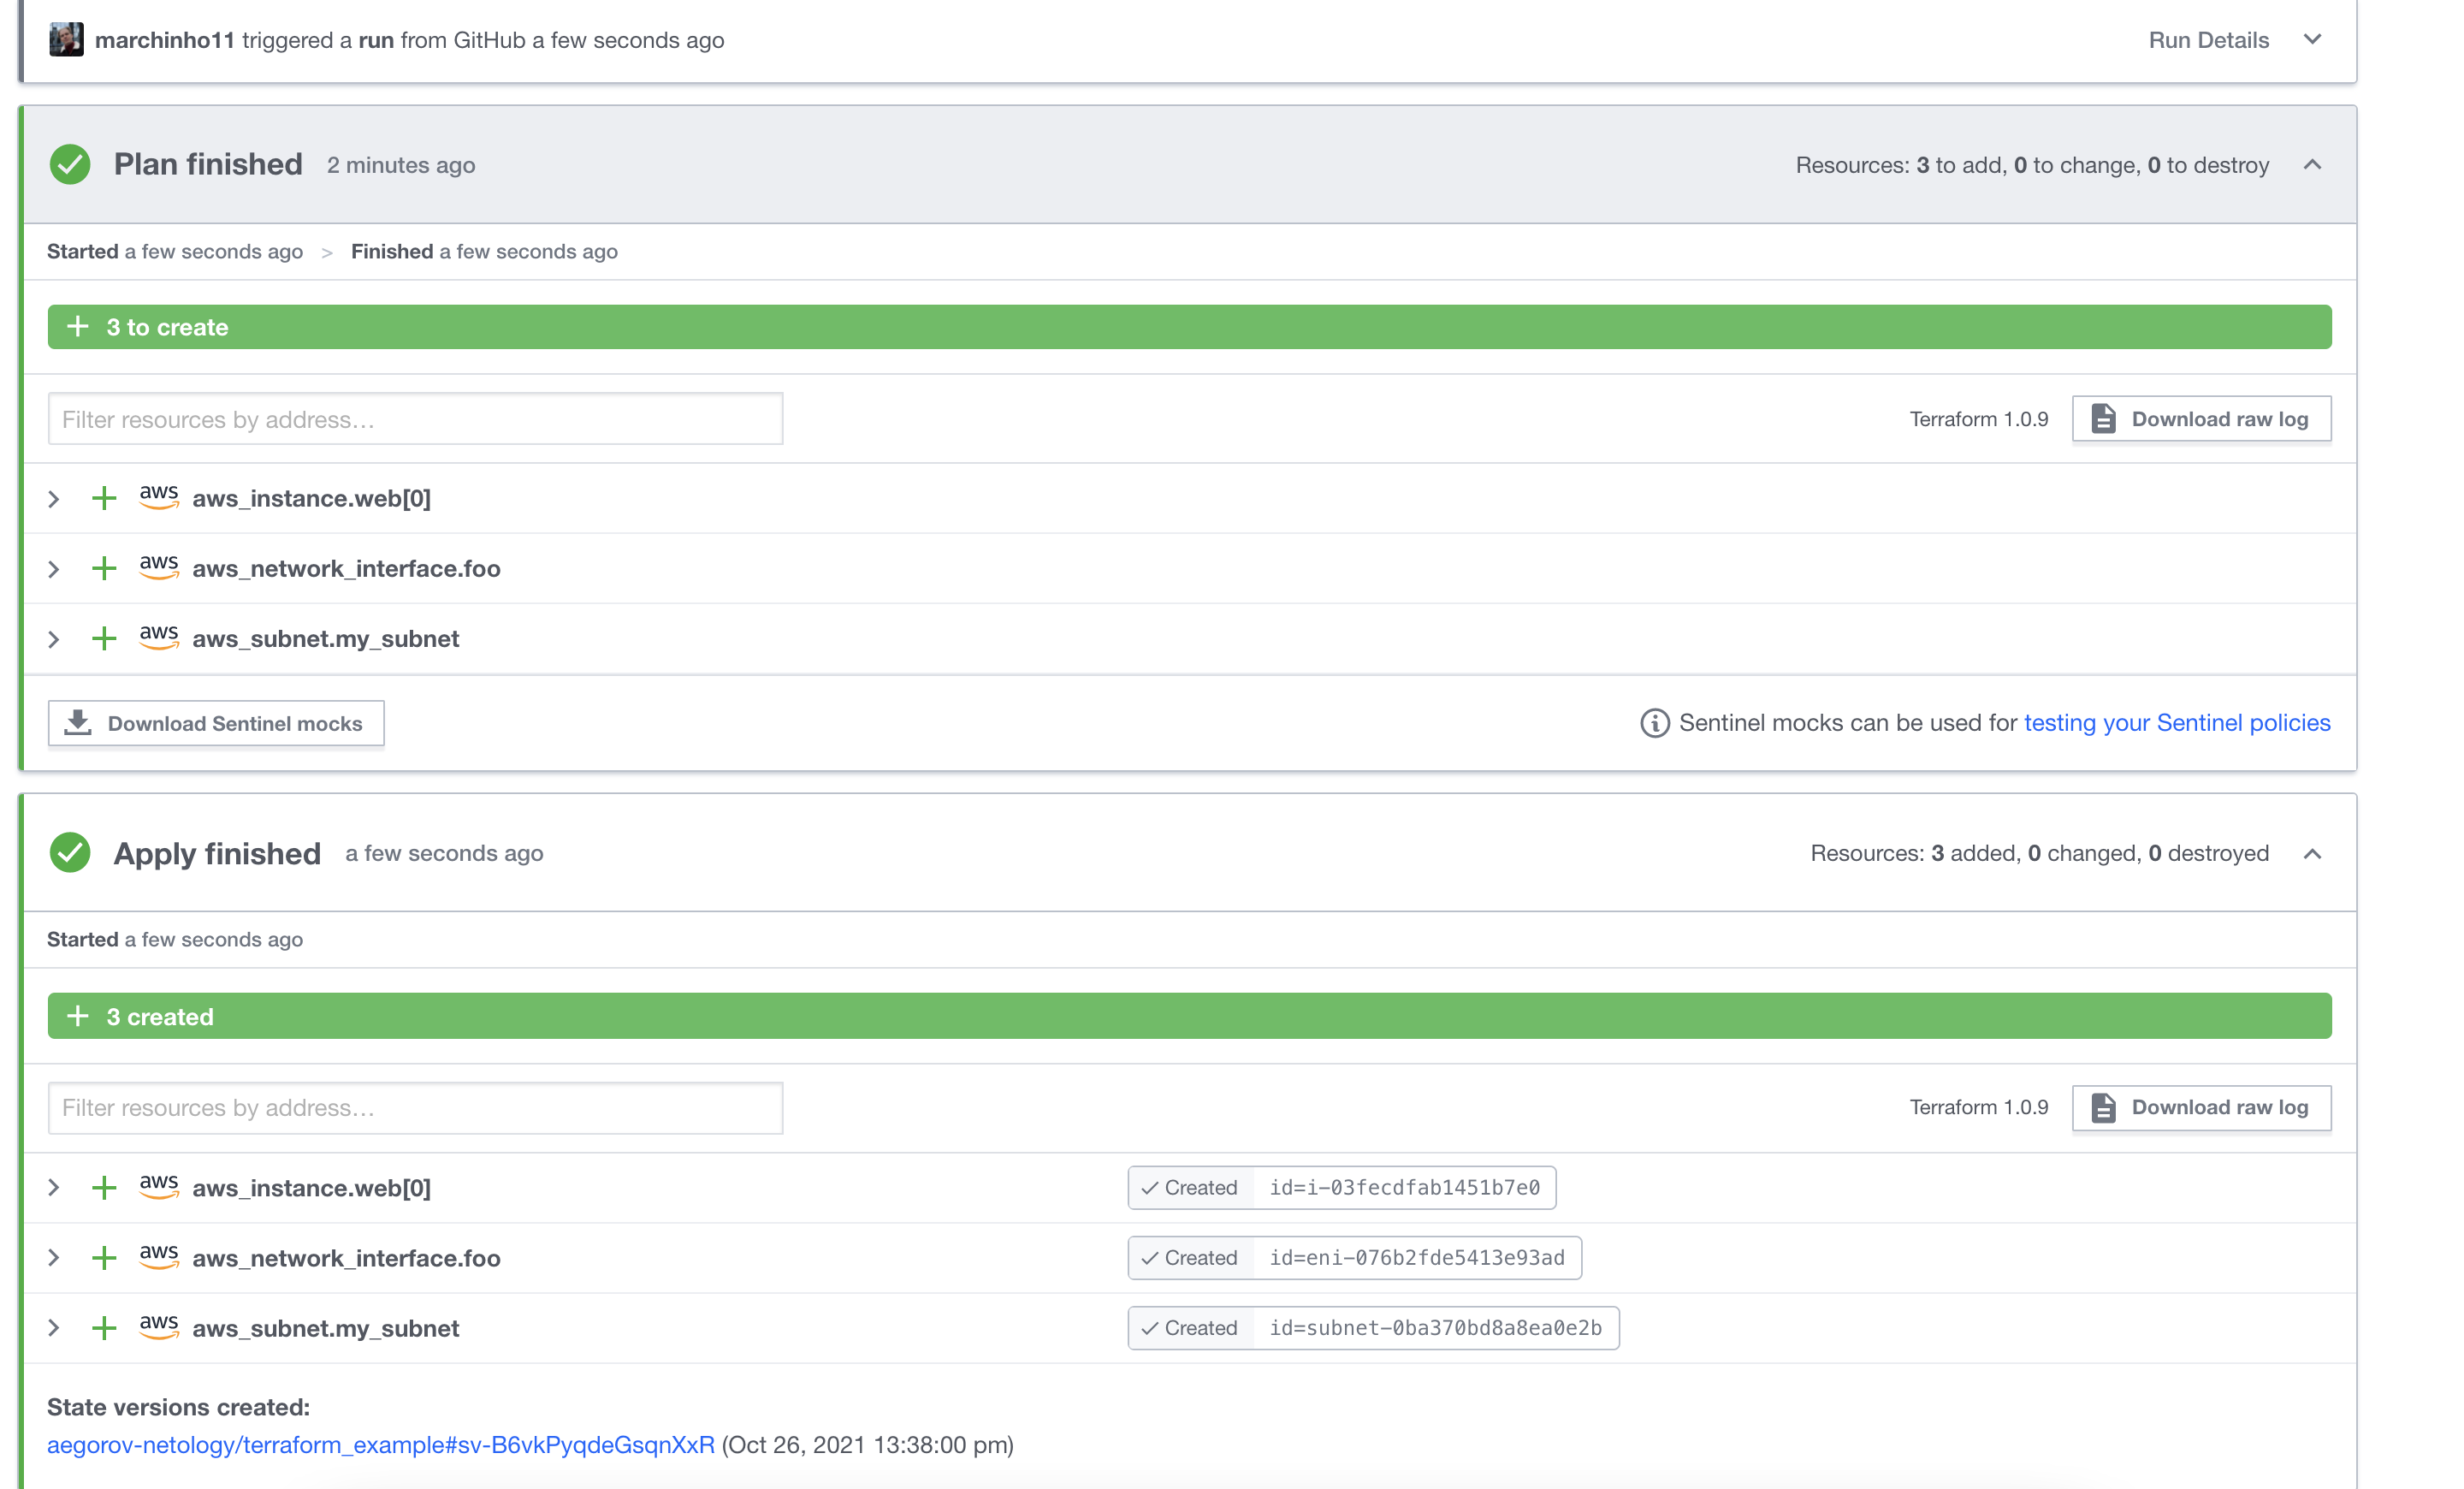 marchinho11 triggered a run from GitHub a few seconds ago Run Details
Plan finished 2 minutes ago Resources: 3 to add, 0 to change, 0 to destroy
Started a few seconds ago > Finished a few seconds ago
3 to create
Filter resources by address... Terraform 1.0.9 Download raw log
aws aws_instance.web[0]
aws aws_network_interface.foo
aws aws_subnet.my_subnet
Download Sentinel mocks Sentinel mocks can be used for testing your Sentinel policies
Apply finished a few seconds ago Resources: 3 added, 0 changed, 0 destroyed
Started a few seconds ago
3 created
Filter resources by address... Terraform 1.0.9 Download raw log
aws aws_instance.web[0] Created id=i-03fecdfab1451b7e0
aws aws_network_interface.foo Created id=eni-076b2fde5413e93ad
aws aws_subnet.my_subnet Created id=subnet-0ba370bd8a8ea0e2b
State versions created:
aegorov-netology/terraform_example#sv-B6vkPyqdeGsqnXxR (Oct 26, 2021 13:38:00 pm)